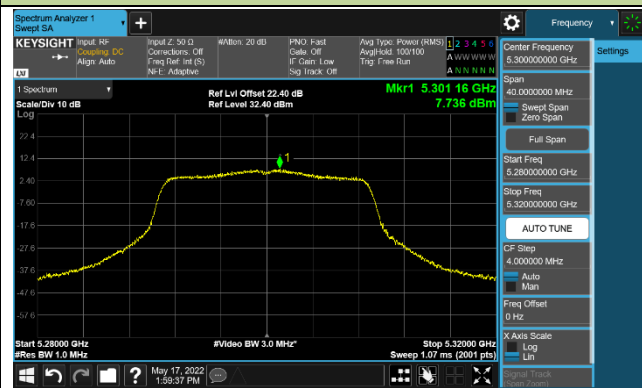 Spectrum Analyzer 1
Swept SA
Frequency
KEYSIGHT
Input: RF
Coupling: DC
Align: Auto
Input Z: 50 Ω
Corrections: Off
Freq Ref: Int (S)
NFE: Adaptive
#Atten: 20 dB
PNO: Fast
Gate: Off
IF Gain: Low
Sig Track: Off
Avg Type: Power (RMS)
Avg|Hold: 100/100
Trig: Free Run
1 2 3 4 5 6
A W W W W W
A N N N N N
LXI
1 Spectrum
Scale/Div 10 dB
Log
Ref Lvl Offset 22.40 dB
Ref Level 32.40 dBm
Mkr1 5.301 16 GHz
7.736 dBm
1
22.4
12.4
2.40
-7.60
-17.6
-27.6
-37.6
-47.6
-57.6
Start 5.28000 GHz
#Res BW 1.0 MHz
#Video BW 3.0 MHz*
Stop 5.32000 GHz
Sweep 1.07 ms (2001 pts)
May 17, 2022
1:59:37 PM
Center Frequency
5.300000000 GHz
Span
40.0000000 MHz
Swept Span
Zero Span
Full Span
Start Freq
5.280000000 GHz
Stop Freq
5.320000000 GHz
AUTO TUNE
CF Step
4.000000 MHz
Auto
Man
Freq Offset
0 Hz
X Axis Scale
Log
Lin
Signal Track
(Span Zoom)
Settings